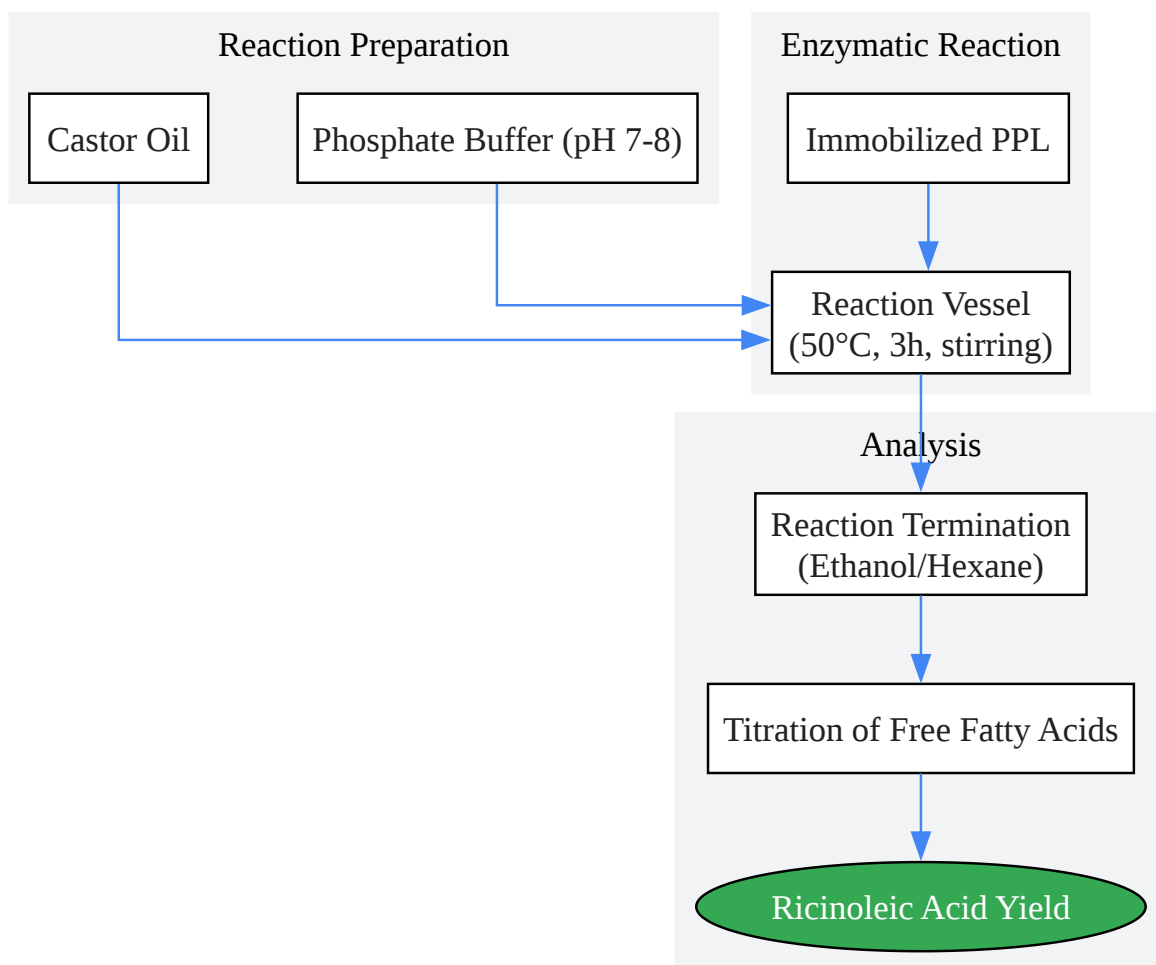 Reaction Preparation
Castor Oil
Phosphate Buffer (pH 7-8)
Enzymatic Reaction
Immobilized PPL
Reaction Vessel
(50°C, 3h, stirring)
Analysis
Reaction Termination
(Ethanol/Hexane)
Titration of Free Fatty Acids
Ricinoleic Acid Yield